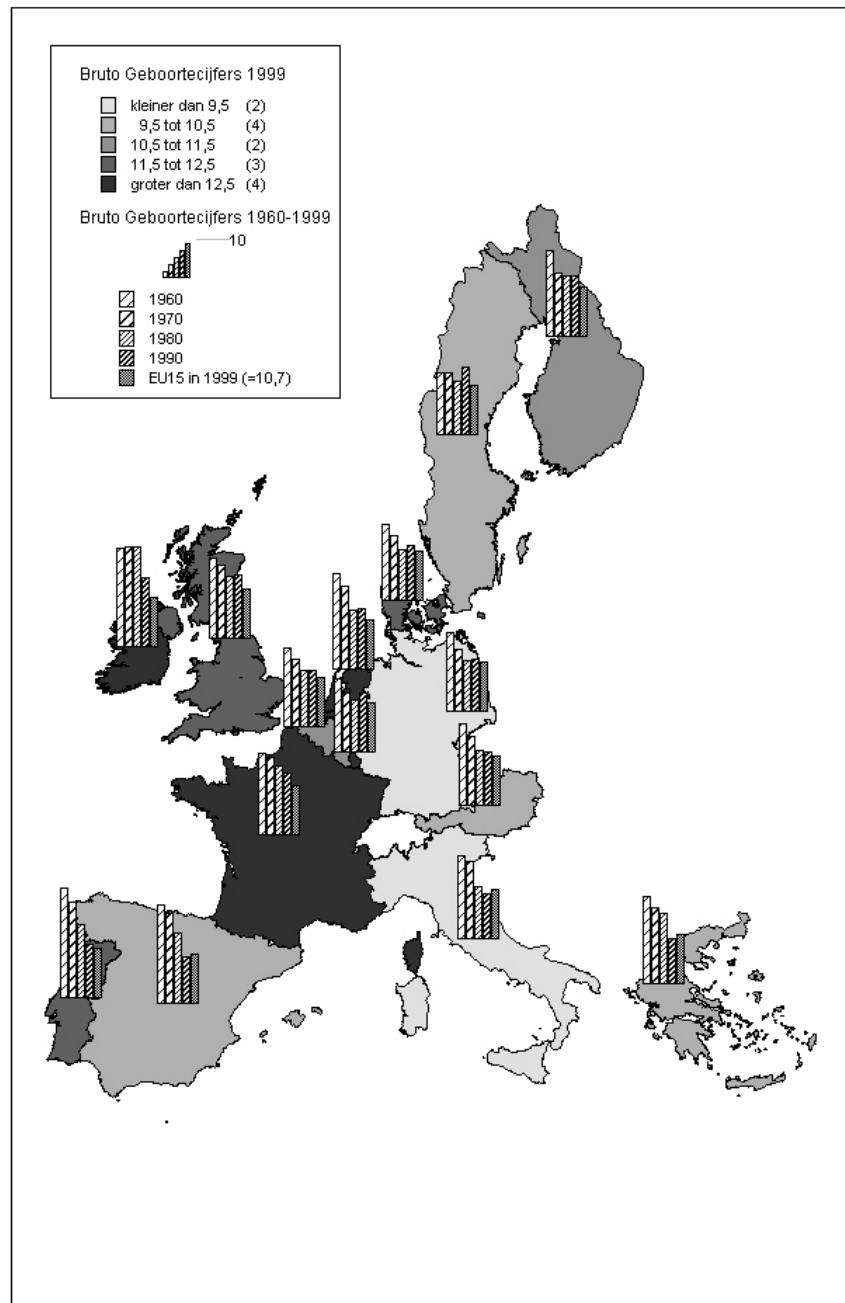 Bruto Geboortecijfers 1999
kleiner dan 9,5 (2)
9,5 tot 10,5 (4)
10,5 tot 11,5 (2)
11,5 tot 12,5 (3)
groter dan 12,5 (4)
Bruto Geboortecijfers 1960-1999
10
1960
1970
1980
1990
EU15 in 1999 (=10,7)